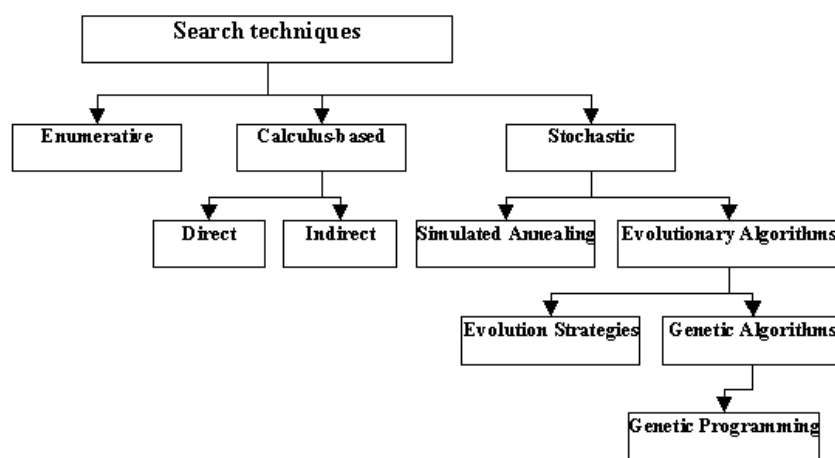 Search techniques
Enumerative
Calculus-based
Stochastic
Direct
Indirect
Simulated Annealing
Evolutionary Algorithms
Evolution Strategies
Genetic Algorithms
Genetic Programming